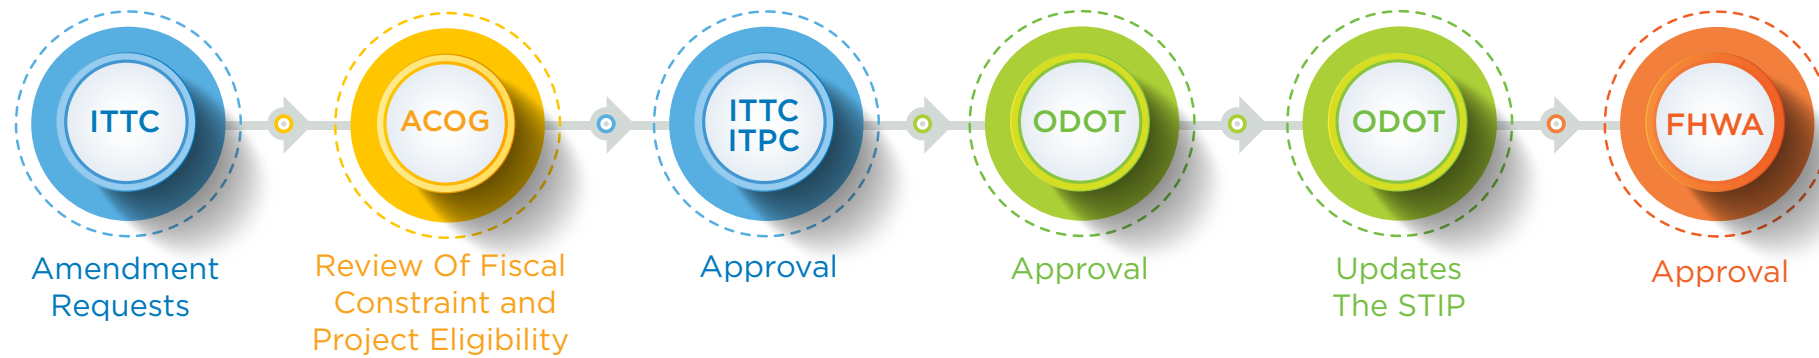 ITTC
Amendment
Requests
ACOG
Review Of Fiscal
Constraint and
Project Eligibility
ITTC
ITPC
Approval
ODOT
Approval
ODOT
Updates
The STIP
FHWA
Approval